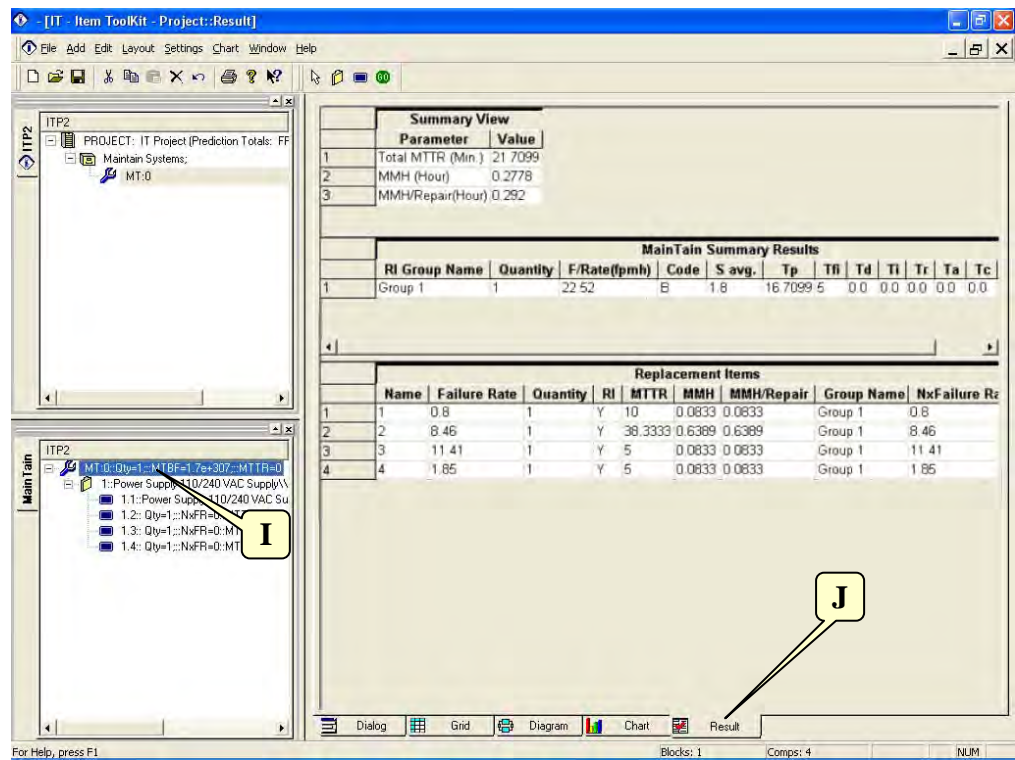 - [IT - Item ToolKit - Project::Result]
File Add Edit Layout Settings Chart Window Help
ITP2
ITP2
PROJECT: IT Project (Prediction Totals: FF
Maintain Systems;
MT:0
Summary View
Parameter Value
1 Total MTTR (Min.) 21.7099
2 MMH (Hour) 0.2778
3 MMH/Repair(Hour) 0.292
MainTain Summary Results
RI Group Name Quantity F/Rate(fpmh) Code S avg. Tp Tfi Td Ti Tr Ta Tc
1 Group 1 1 22.52 B 1.8 16.7099 5 0.0 0.0 0.0 0.0 0.0
Replacement Items
Name Failure Rate Quantity RI MTTR MMH MMH/Repair Group Name NxFailure Ra
1 1 0.8 1 Y 10 0.0833 0.0833 Group 1 0.8
2 2 8.46 1 Y 38.3333 0.6389 0.6389 Group 1 8.46
3 3 11.41 1 Y 5 0.0833 0.0833 Group 1 11.41
4 4 1.85 1 Y 5 0.0833 0.0833 Group 1 1.85
MainTain
ITP2
MT:0::Qty=1;::MTBF=1.7e+307;::MTTR=0
1::Power Supply 110/240 VAC Supply\\
1.1::Power Supply 110/240 VAC Su
1.2:: Qty=1;::NxFR=0::MT
1.3:: Qty=1;::NxFR=0::MT
1.4:: Qty=1;::NxFR=0::MT
I
J
Dialog Grid Diagram Chart Result
For Help, press F1 Blocks: 1 Comps: 4 NUM